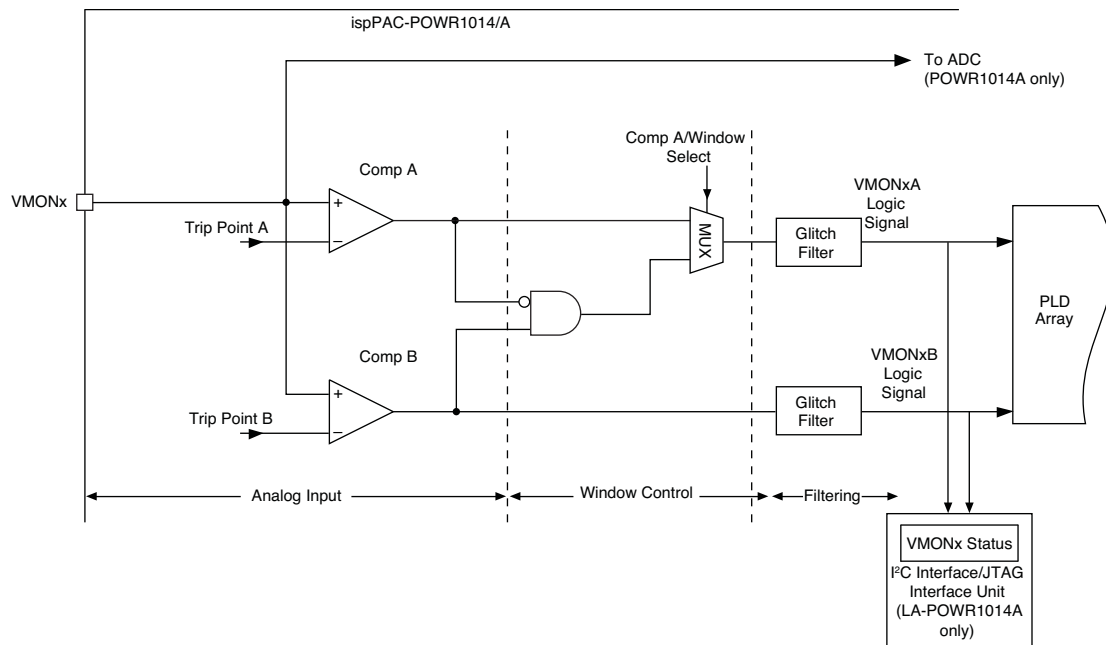 ispPAC-POWR1014/A
To ADC
(POWR1014A only)
Comp A/Window
Select
Comp A
VMONx
+
Trip Point A
−
MUX
Glitch
Filter
VMONxA
Logic
Signal
PLD
Array
Comp B
+
Trip Point B
−
Glitch
Filter
VMONxB
Logic
Signal
Analog Input
Window Control
Filtering
VMONx Status
I²C Interface/JTAG
Interface Unit
(LA-POWR1014A
only)